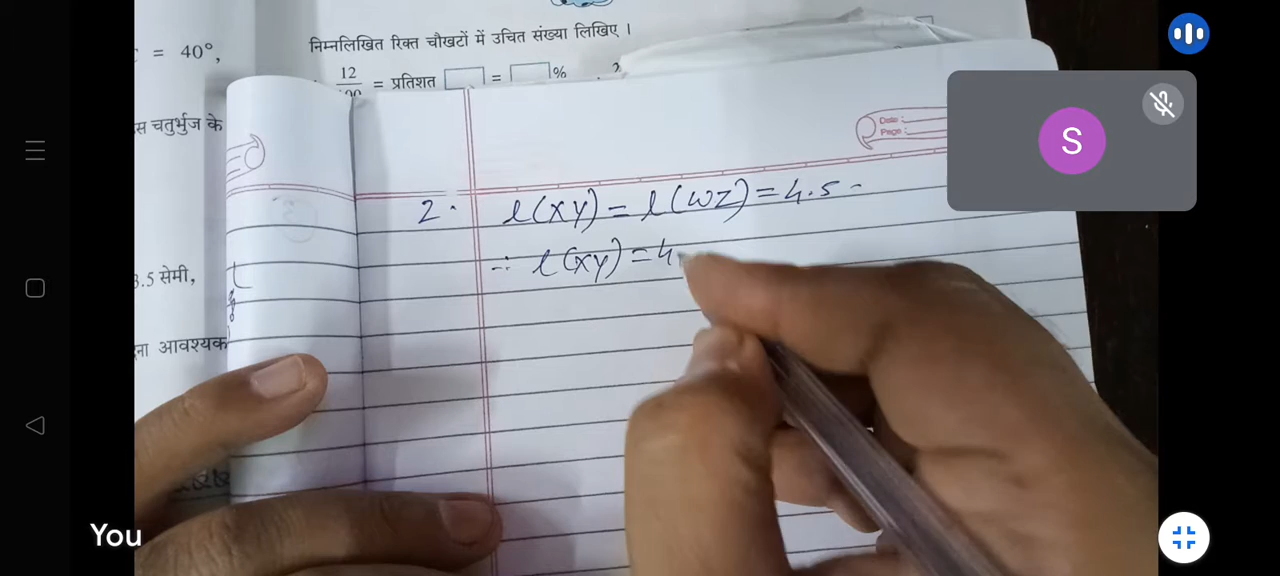 = 40°,
निम्नलिखित रिक्त चौखटों में उचित संख्या लिखिए ।
12
= प्रतिशत = %
स चतुर्भुज के
Date :
Page :
S
2. l(XY) = l(WZ) = 4.5
∴ l(XY) = 4.
3.5 सेमी,
ना आवश्यक
You